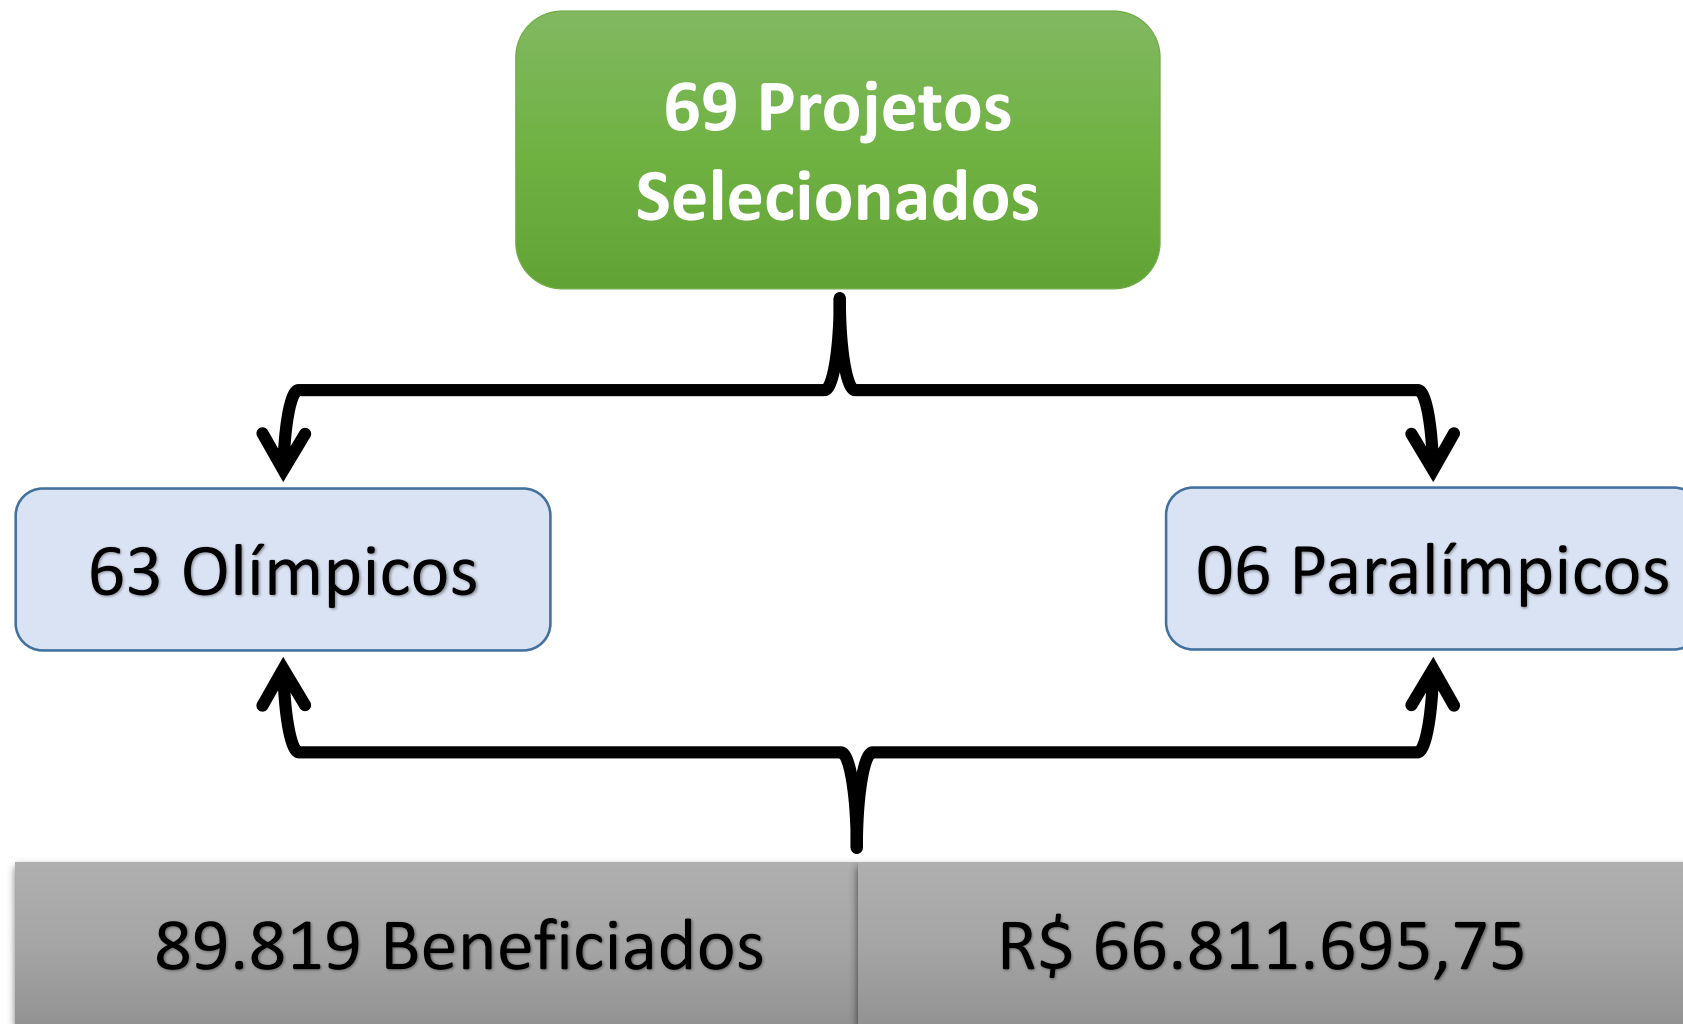 69 Projetos
Selecionados
63 Olímpicos
06 Paralímpicos
89.819 Beneficiados
R$ 66.811.695,75